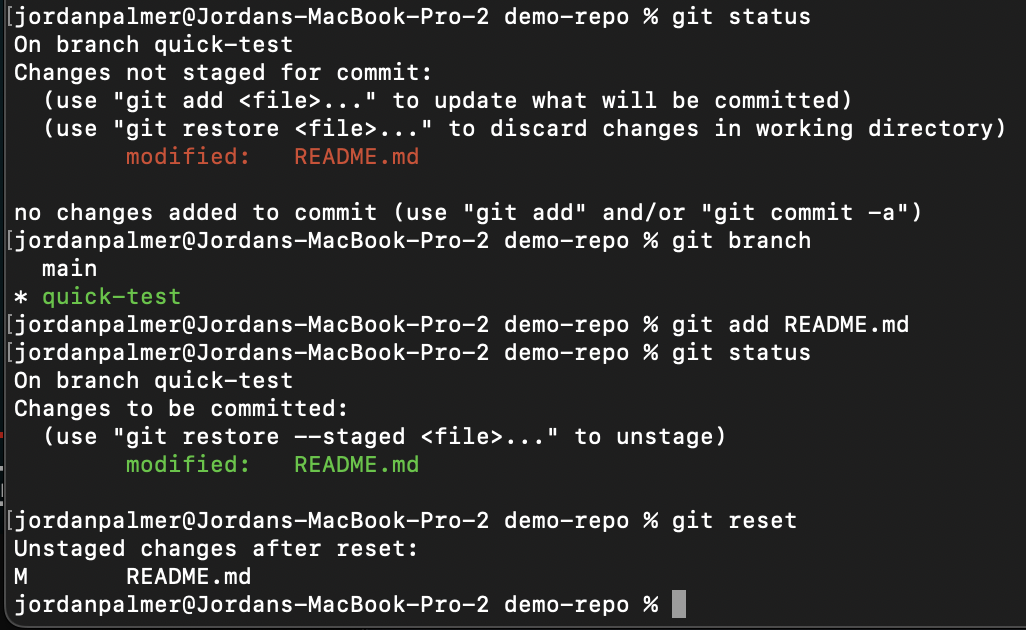 [jordanpalmer@Jordans-MacBook-Pro-2 demo-repo % git status
On branch quick-test
Changes not staged for commit:
  (use "git add <file>..." to update what will be committed)
  (use "git restore <file>..." to discard changes in working directory)
        modified:   README.md

no changes added to commit (use "git add" and/or "git commit -a")
[jordanpalmer@Jordans-MacBook-Pro-2 demo-repo % git branch
  main
* quick-test
[jordanpalmer@Jordans-MacBook-Pro-2 demo-repo % git add README.md
[jordanpalmer@Jordans-MacBook-Pro-2 demo-repo % git status
On branch quick-test
Changes to be committed:
  (use "git restore --staged <file>..." to unstage)
        modified:   README.md

[jordanpalmer@Jordans-MacBook-Pro-2 demo-repo % git reset
Unstaged changes after reset:
M       README.md
jordanpalmer@Jordans-MacBook-Pro-2 demo-repo %